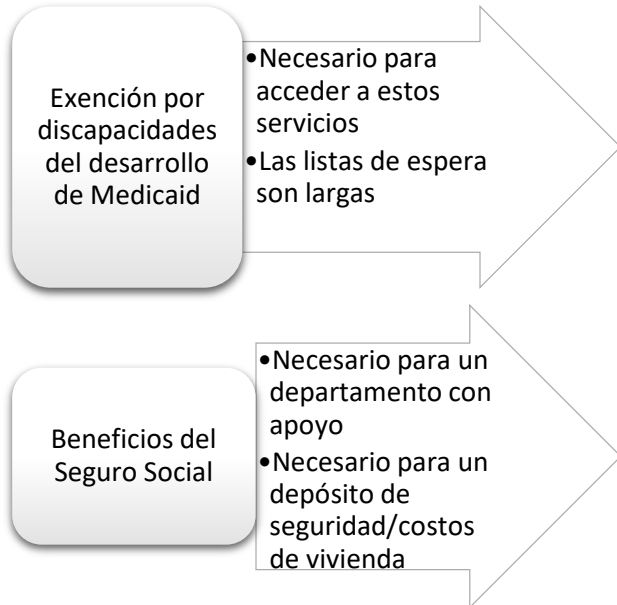 Exención por
discapacidades
del desarrollo
de Medicaid
•Necesario para
acceder a estos
servicios
•Las listas de espera
son largas
Beneficios del
Seguro Social
•Necesario para un
departamento con
apoyo
•Necesario para un
depósito de
seguridad/costos
de vivienda